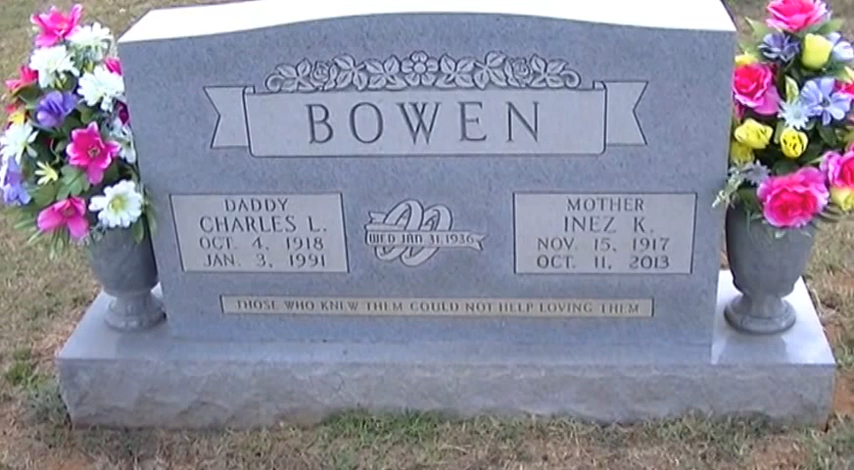 BOWEN
DADDY
CHARLES L.
OCT. 4, 1918
JAN. 3, 1991
WED JAN 31, 1936
MOTHER
INEZ K.
NOV. 15, 1917
OCT. 11, 2013
THOSE WHO KNEW THEM COULD NOT HELP LOVING THEM